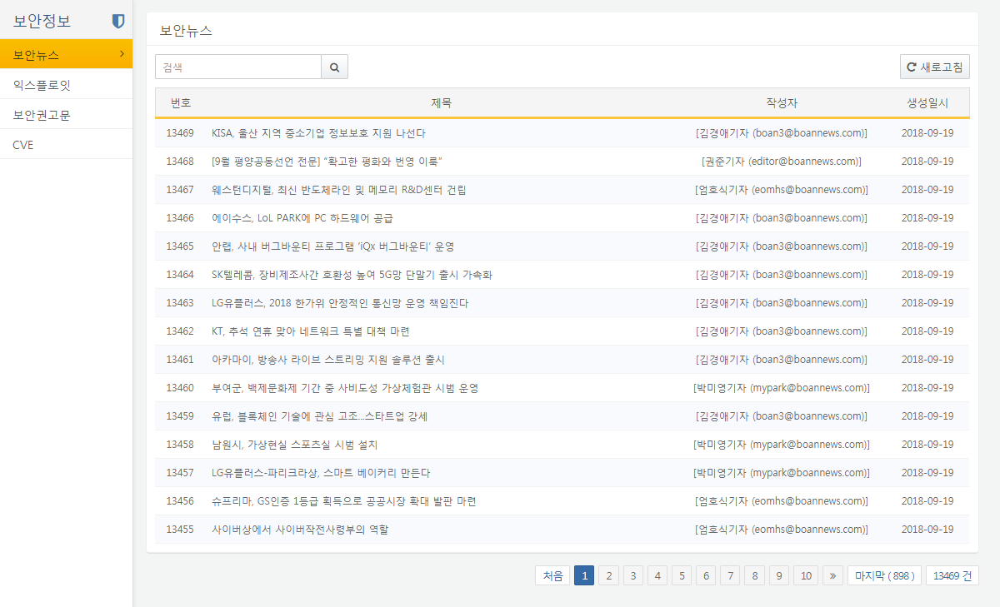 보안정보
보안뉴스
익스플로잇
보안권고문
CVE
보안뉴스
검색
새로고침
번호 제목 작성자 생성일시
13469 KISA, 울산 지역 중소기업 정보보호 지원 나선다 [김경애기자 (boan3@boannews.com)] 2018-09-19
13468 [9월 평양공동선언 전문] “확고한 평화와 번영 이룩” [권준기자 (editor@boannews.com)] 2018-09-19
13467 웨스턴디지털, 최신 반도체라인 및 메모리 R&D센터 건립 [엄호식기자 (eomhs@boannews.com)] 2018-09-19
13466 에이수스, LoL PARK에 PC 하드웨어 공급 [김경애기자 (boan3@boannews.com)] 2018-09-19
13465 안랩, 사내 버그바운티 프로그램 ‘iQx 버그바운티’ 운영 [김경애기자 (boan3@boannews.com)] 2018-09-19
13464 SK텔레콤, 장비제조사간 호환성 높여 5G망 단말기 출시 가속화 [김경애기자 (boan3@boannews.com)] 2018-09-19
13463 LG유플러스, 2018 한가위 안정적인 통신망 운영 책임진다 [김경애기자 (boan3@boannews.com)] 2018-09-19
13462 KT, 추석 연휴 맞아 네트워크 특별 대책 마련 [김경애기자 (boan3@boannews.com)] 2018-09-19
13461 아카마이, 방송사 라이브 스트리밍 지원 솔루션 출시 [김경애기자 (boan3@boannews.com)] 2018-09-19
13460 부여군, 백제문화제 기간 중 사비도성 가상체험관 시범 운영 [박미영기자 (mypark@boannews.com)] 2018-09-19
13459 유럽, 블록체인 기술에 관심 고조...스타트업 강세 [김경애기자 (boan3@boannews.com)] 2018-09-19
13458 남원시, 가상현실 스포츠실 시범 설치 [박미영기자 (mypark@boannews.com)] 2018-09-19
13457 LG유플러스-파리크라상, 스마트 베이커리 만든다 [박미영기자 (mypark@boannews.com)] 2018-09-19
13456 슈프리마, GS인증 1등급 획득으로 공공시장 확대 발판 마련 [엄호식기자 (eomhs@boannews.com)] 2018-09-19
13455 사이버상에서 사이버작전사령부의 역할 [엄호식기자 (eomhs@boannews.com)] 2018-09-19
처음 1 2 3 4 5 6 7 8 9 10 » 마지막 ( 898 ) 13469 건